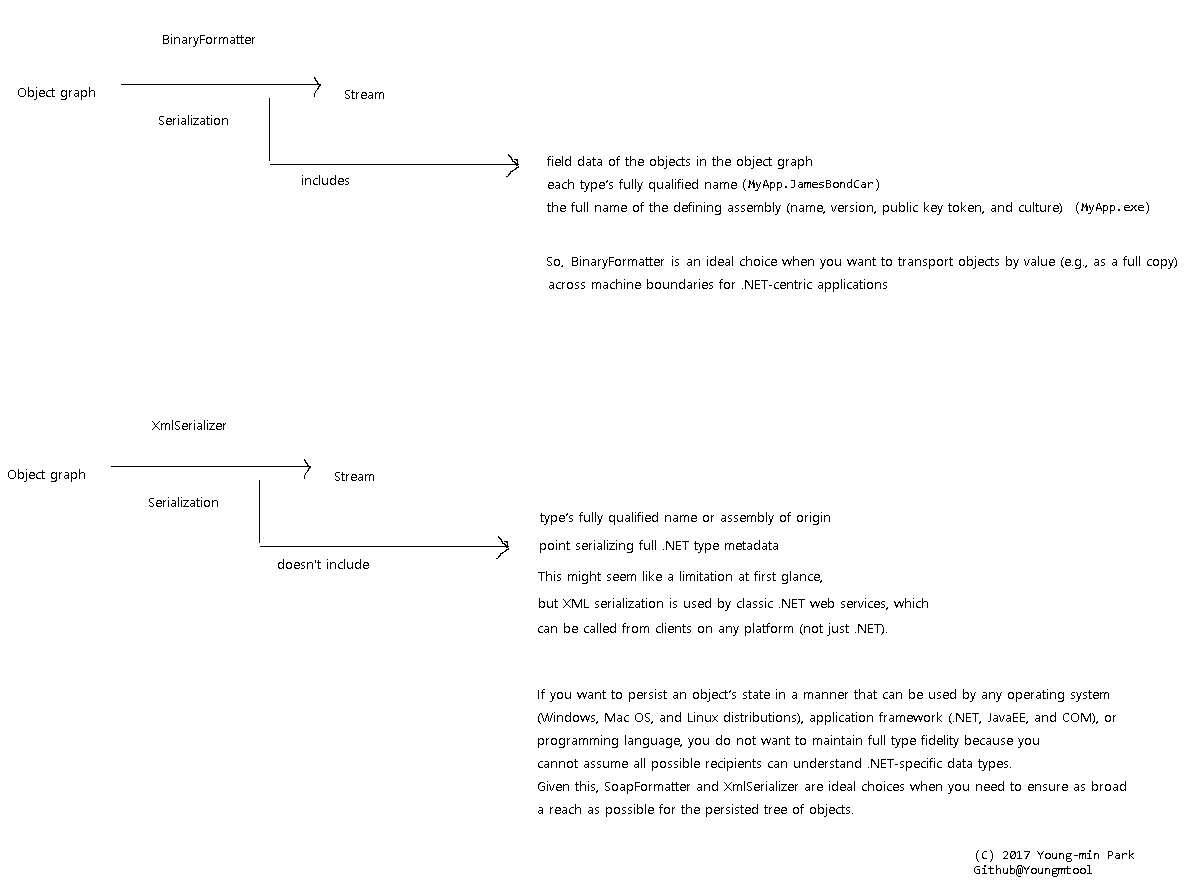 BinaryFormatter
Object graph
Stream
Serialization
includes
field data of the objects in the object graph
each type's fully qualified name (MyApp.JamesBondCar)
the full name of the defining assembly (name, version, public key token, and culture) (MyApp.exe)
So, BinaryFormatter is an ideal choice when you want to transport objects by value (e.g., as a full copy)
across machine boundaries for .NET-centric applications
XmlSerializer
Object graph
Stream
Serialization
doesn't include
type's fully qualified name or assembly of origin
point serializing full .NET type metadata
This might seem like a limitation at first glance,
but XML serialization is used by classic .NET web services, which
can be called from clients on any platform (not just .NET).
If you want to persist an object's state in a manner that can be used by any operating system
(Windows, Mac OS, and Linux distributions), application framework (.NET, JavaEE, and COM), or
programming language, you do not want to maintain full type fidelity because you
cannot assume all possible recipients can understand .NET-specific data types.
Given this, SoapFormatter and XmlSerializer are ideal choices when you need to ensure as broad
a reach as possible for the persisted tree of objects.
(C) 2017 Young-min Park
Github@Youngmtool